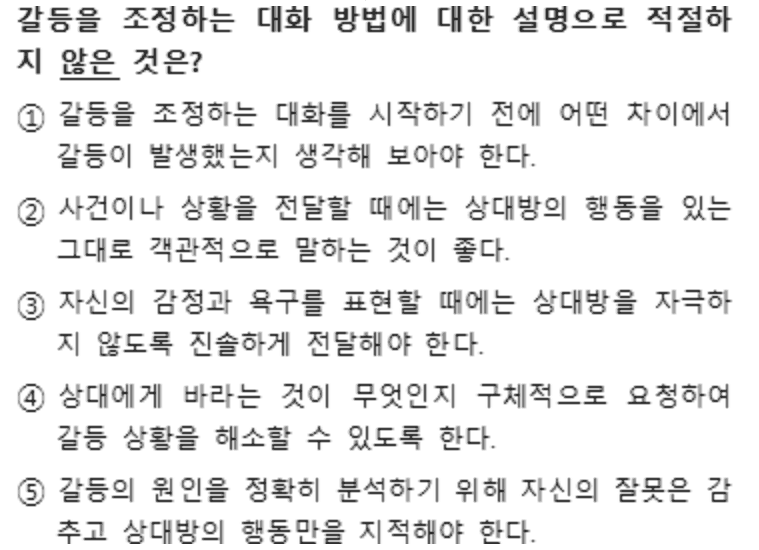 갈등을 조정하는 대화 방법에 대한 설명으로 적절하
지 않은 것은?
① 갈등을 조정하는 대화를 시작하기 전에 어떤 차이에서
갈등이 발생했는지 생각해 보아야 한다.
② 사건이나 상황을 전달할 때에는 상대방의 행동을 있는
그대로 객관적으로 말하는 것이 좋다.
③ 자신의 감정과 욕구를 표현할 때에는 상대방을 자극하
지 않도록 진솔하게 전달해야 한다.
④ 상대에게 바라는 것이 무엇인지 구체적으로 요청하여
갈등 상황을 해소할 수 있도록 한다.
⑤ 갈등의 원인을 정확히 분석하기 위해 자신의 잘못은 감
추고 상대방의 행동만을 지적해야 한다.